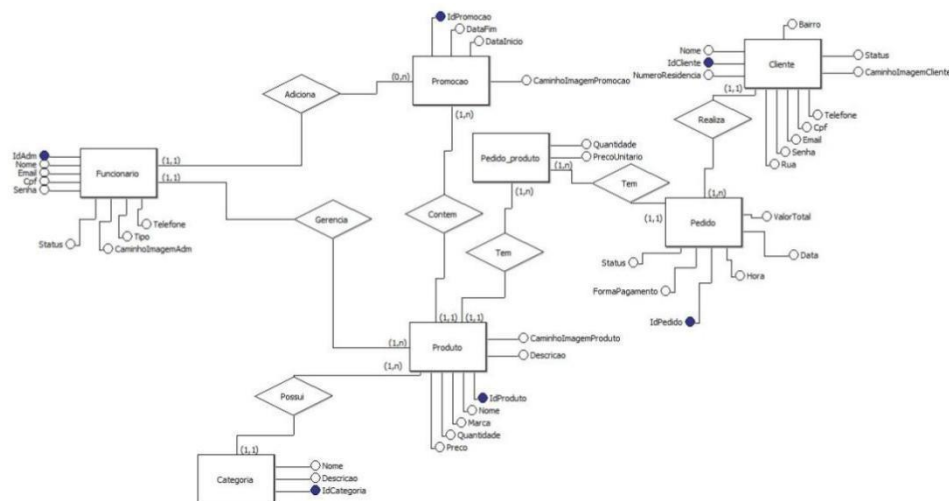 IdPromocao
DataFim
DataInicio
Promocao
CaminhoImagemPromocao
(0,n)
(1,n)
Adiciona
Bairro
Nome
IdCliente
NumeroResidencia
Cliente
Status
CaminhoImagemCliente
(1,1)
Telefone
Cpf
Email
Senha
Rua
Realiza
(1,n)
IdAdm
Nome
Email
Cpf
Senha
Funcionario
(1,1)
(1,1)
Status
Telefone
Tipo
CaminhoImagemAdm
Pedido_produto
Quantidade
PrecoUnitario
(1,n)
(1,n)
Tem
(1,1)
Pedido
ValorTotal
Data
Hora
Status
FormaPagamento
IdPedido
Gerencia
Contem
Tem
(1,1)
(1,1)
(1,n)
Produto
CaminhoImagemProduto
Descricao
(1,n)
IdProduto
Nome
Marca
Quantidade
Preco
Possui
(1,1)
Categoria
Nome
Descricao
IdCategoria